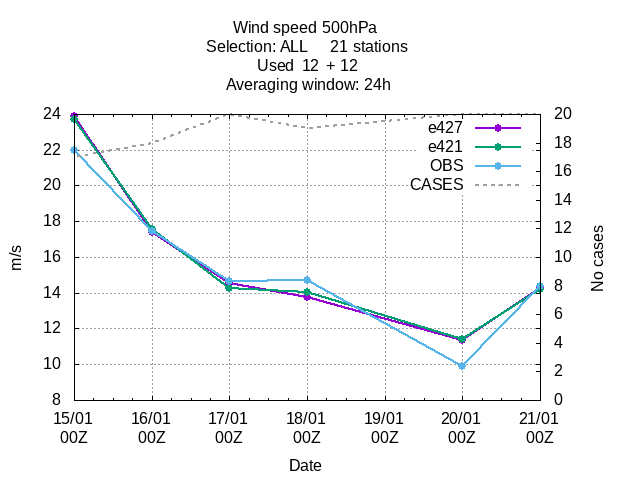 Wind speed 500hPa
Selection: ALL 21 stations
Used 12 + 12
Averaging window: 24h
24
22
20
18
16
14
12
10
8
m/s
20
18
16
14
12
10
8
6
4
2
0
No cases
e427
e421
OBS
CASES
15/01 16/01 17/01 18/01 19/01 20/01 21/01
00Z 00Z 00Z 00Z 00Z 00Z 00Z
Date